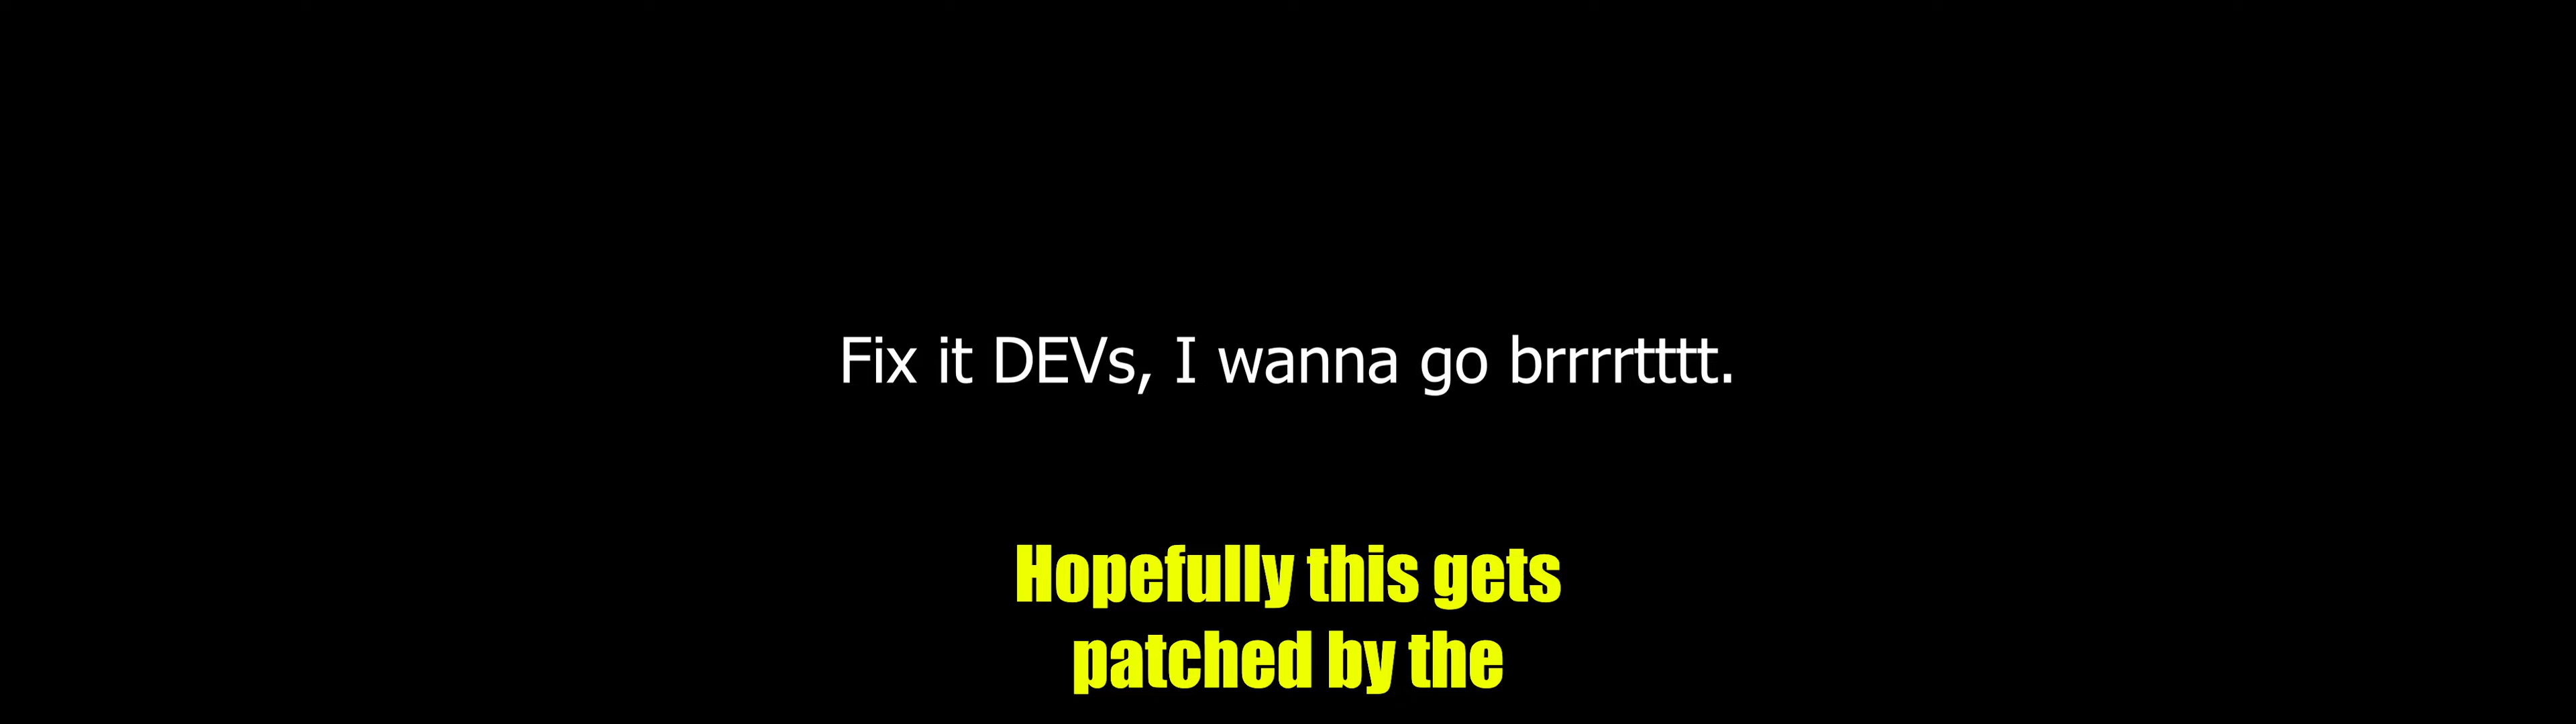 Fix it DEVs, I wanna go brrrrtttt.
Hopefully this gets
patched by the